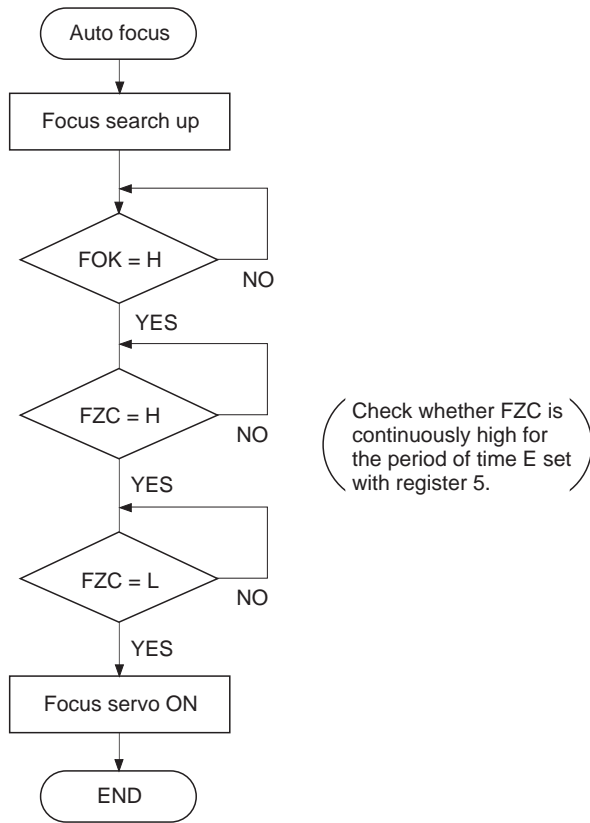 Auto focus
Focus search up
FOK = H
NO
YES
FZC = H
NO
Check whether FZC is
continuously high for
the period of time E set
with register 5.
YES
FZC = L
NO
YES
Focus servo ON
END